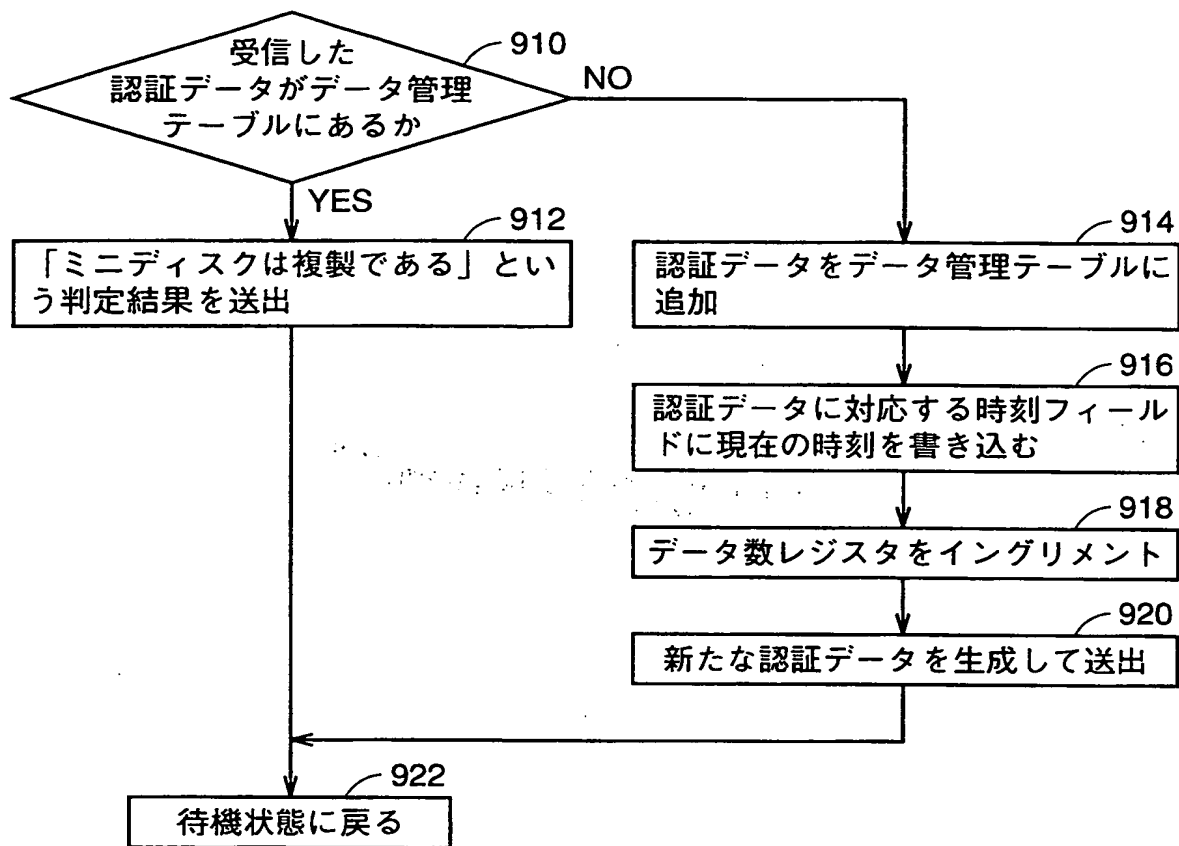 910
受信した
認証データがデータ管理
テーブルにあるか
NO
YES
912
「ミニディスクは複製である」とい
う判定結果を送出
914
認証データをデータ管理テーブルに
追加
916
認証データに対応する時刻フィール
ドに現在の時刻を書き込む
918
データ数レジスタをイングリメント
920
新たな認証データを生成して送出
922
待機状態に戻る